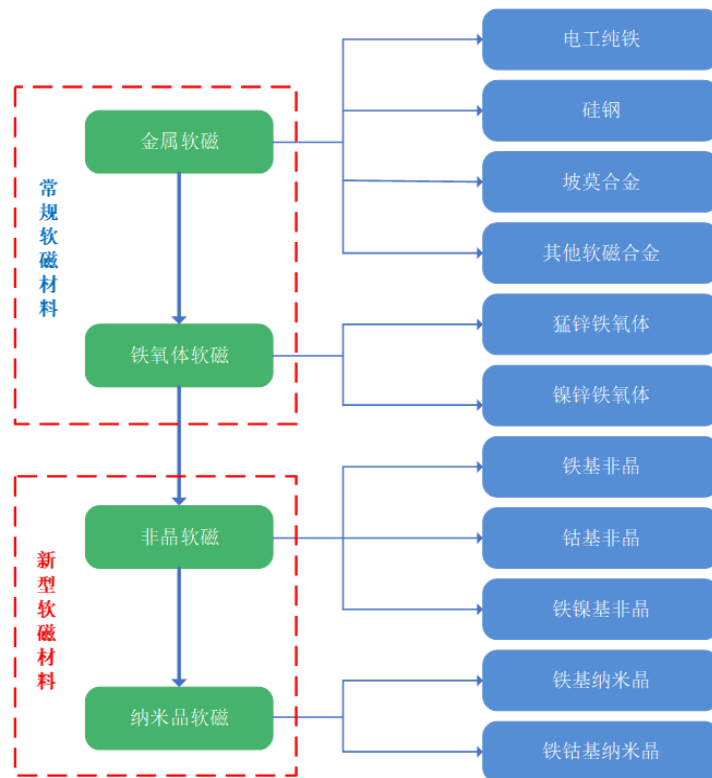 常规软磁材料
金属软磁
电工纯铁
硅钢
坡莫合金
其他软磁合金
铁氧体软磁
猛锌铁氧体
镍锌铁氧体
新型软磁材料
非晶软磁
铁基非晶
钴基非晶
铁镍基非晶
纳米品软磁
铁基纳米晶
铁钴基纳米晶